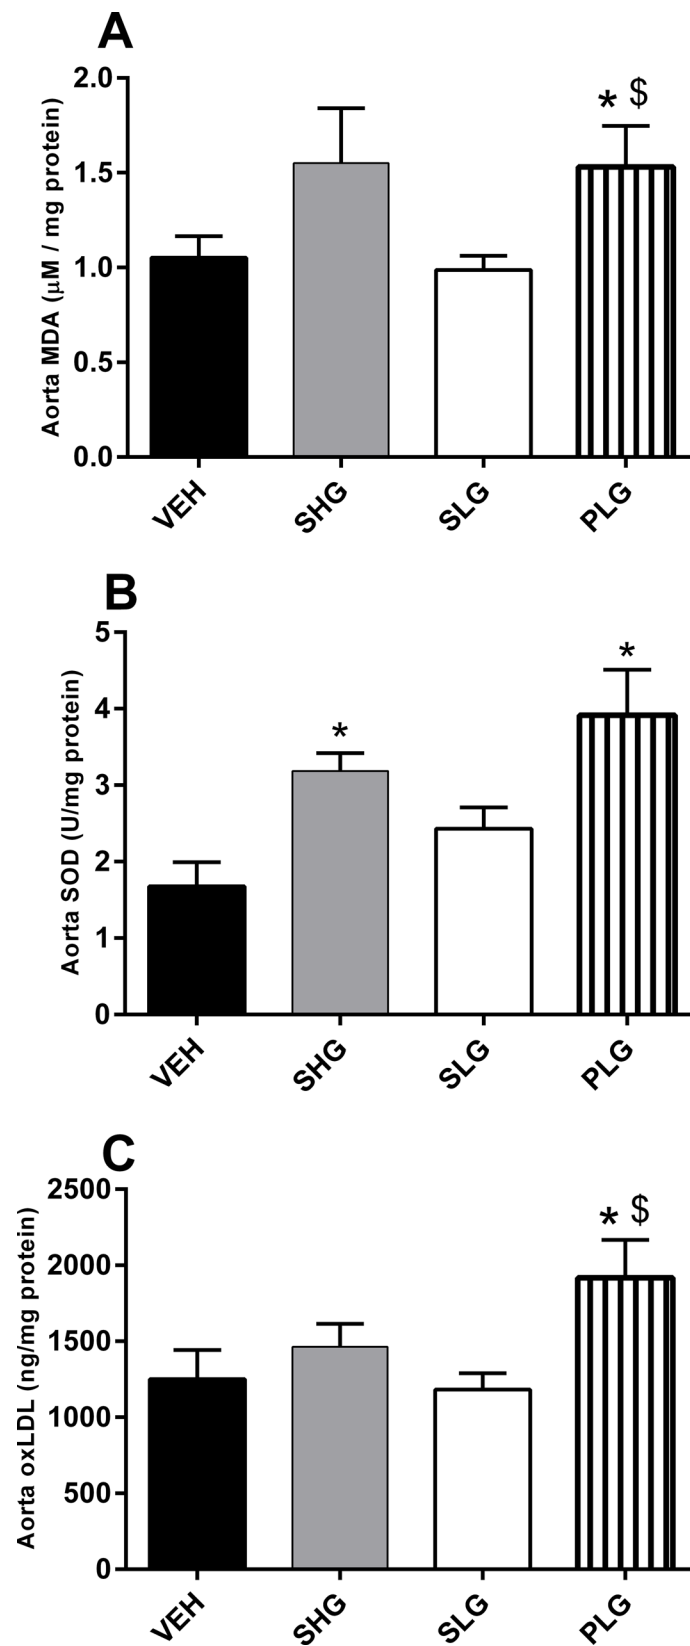 A
Aorta MDA (μM / mg protein)
2.0
1.5
1.0
0.5
0.0
* $
VEH
SHG
SLG
PLG
B
Aorta SOD (U/mg protein)
5
4
3
2
1
0
*
*
VEH
SHG
SLG
PLG
C
Aorta oxLDL (ng/mg protein)
2500
2000
1500
1000
500
0
* $
VEH
SHG
SLG
PLG